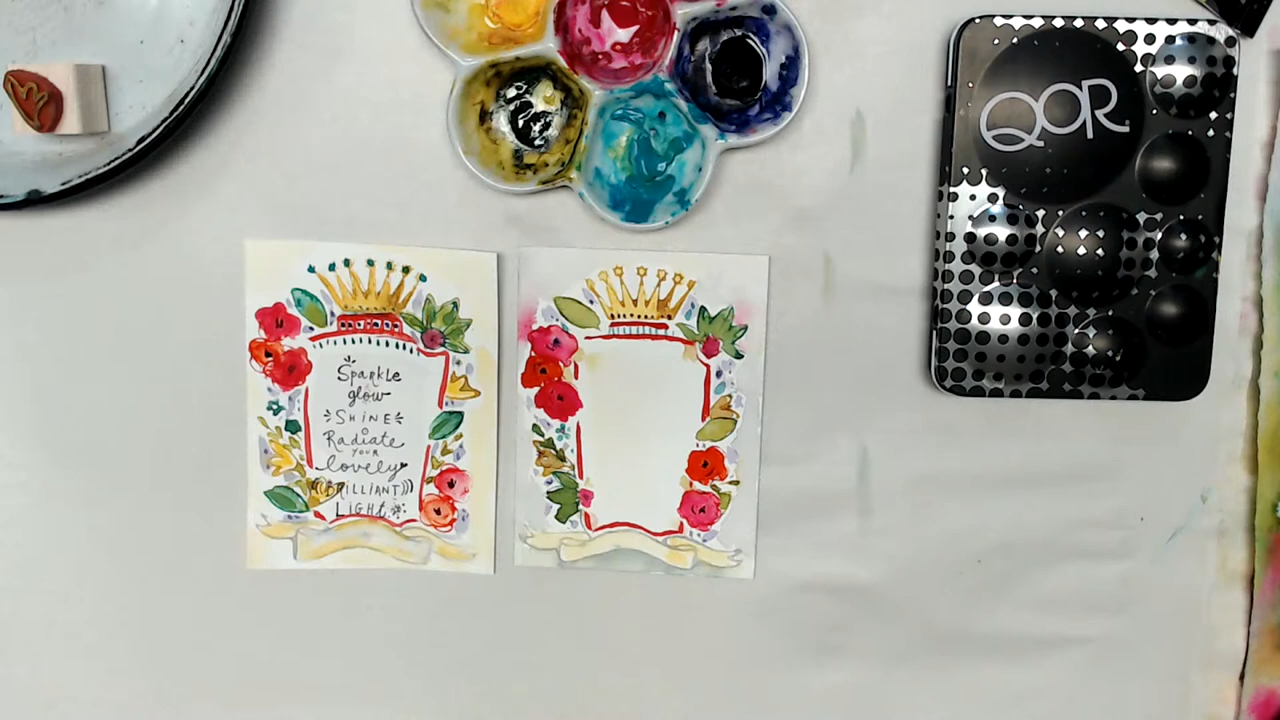 QOR
Sparkle
glow
SHiNE
Radiate
YOUR
lovely
BRILLIANT
LiGHt